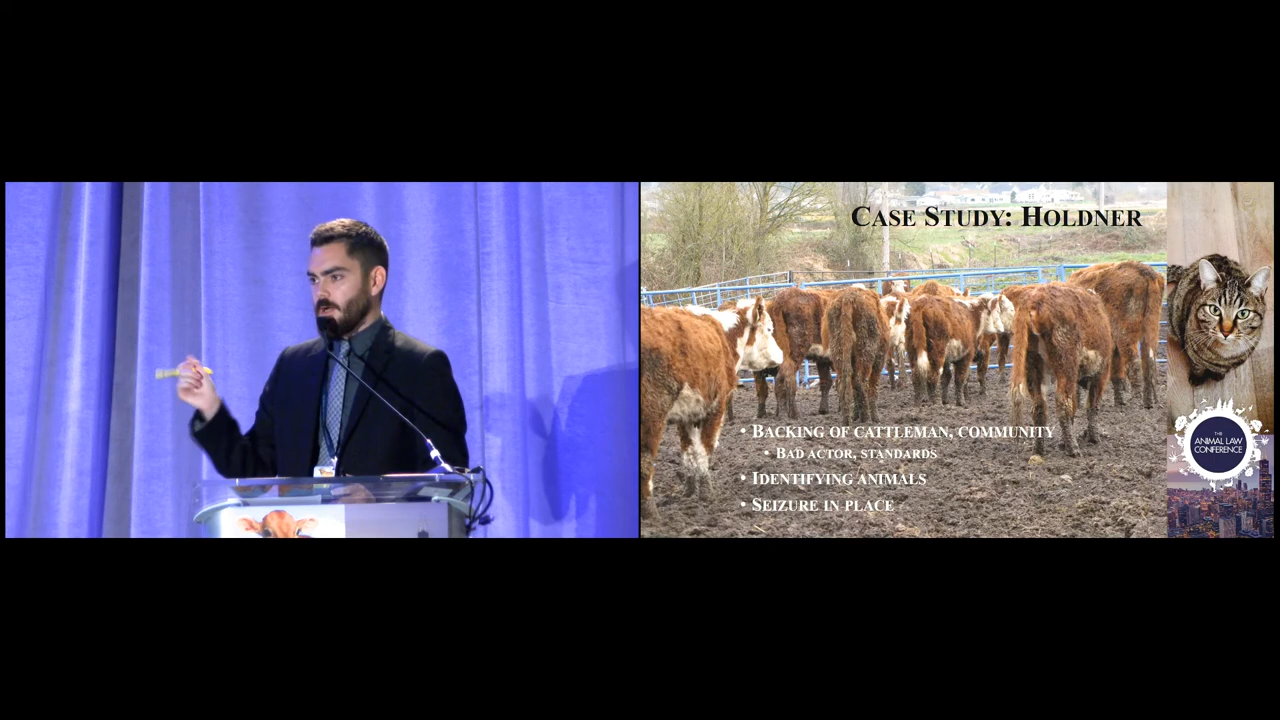 CASE STUDY: HOLDNER
• BACKING OF CATTLEMAN, COMMUNITY
• BAD ACTOR, STANDARDS
• IDENTIFYING ANIMALS
• SEIZURE IN PLACE
THE
ANIMAL LAW
CONFERENCE